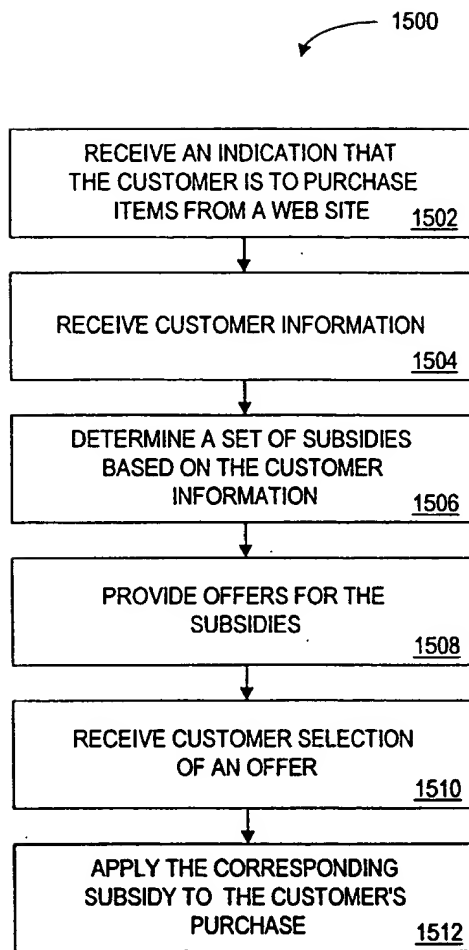 1500
RECEIVE AN INDICATION THAT
THE CUSTOMER IS TO PURCHASE
ITEMS FROM A WEB SITE
1502
RECEIVE CUSTOMER INFORMATION
1504
DETERMINE A SET OF SUBSIDIES
BASED ON THE CUSTOMER
INFORMATION
1506
PROVIDE OFFERS FOR THE
SUBSIDIES
1508
RECEIVE CUSTOMER SELECTION
OF AN OFFER
1510
APPLY THE CORRESPONDING
SUBSIDY TO THE CUSTOMER'S
PURCHASE
1512